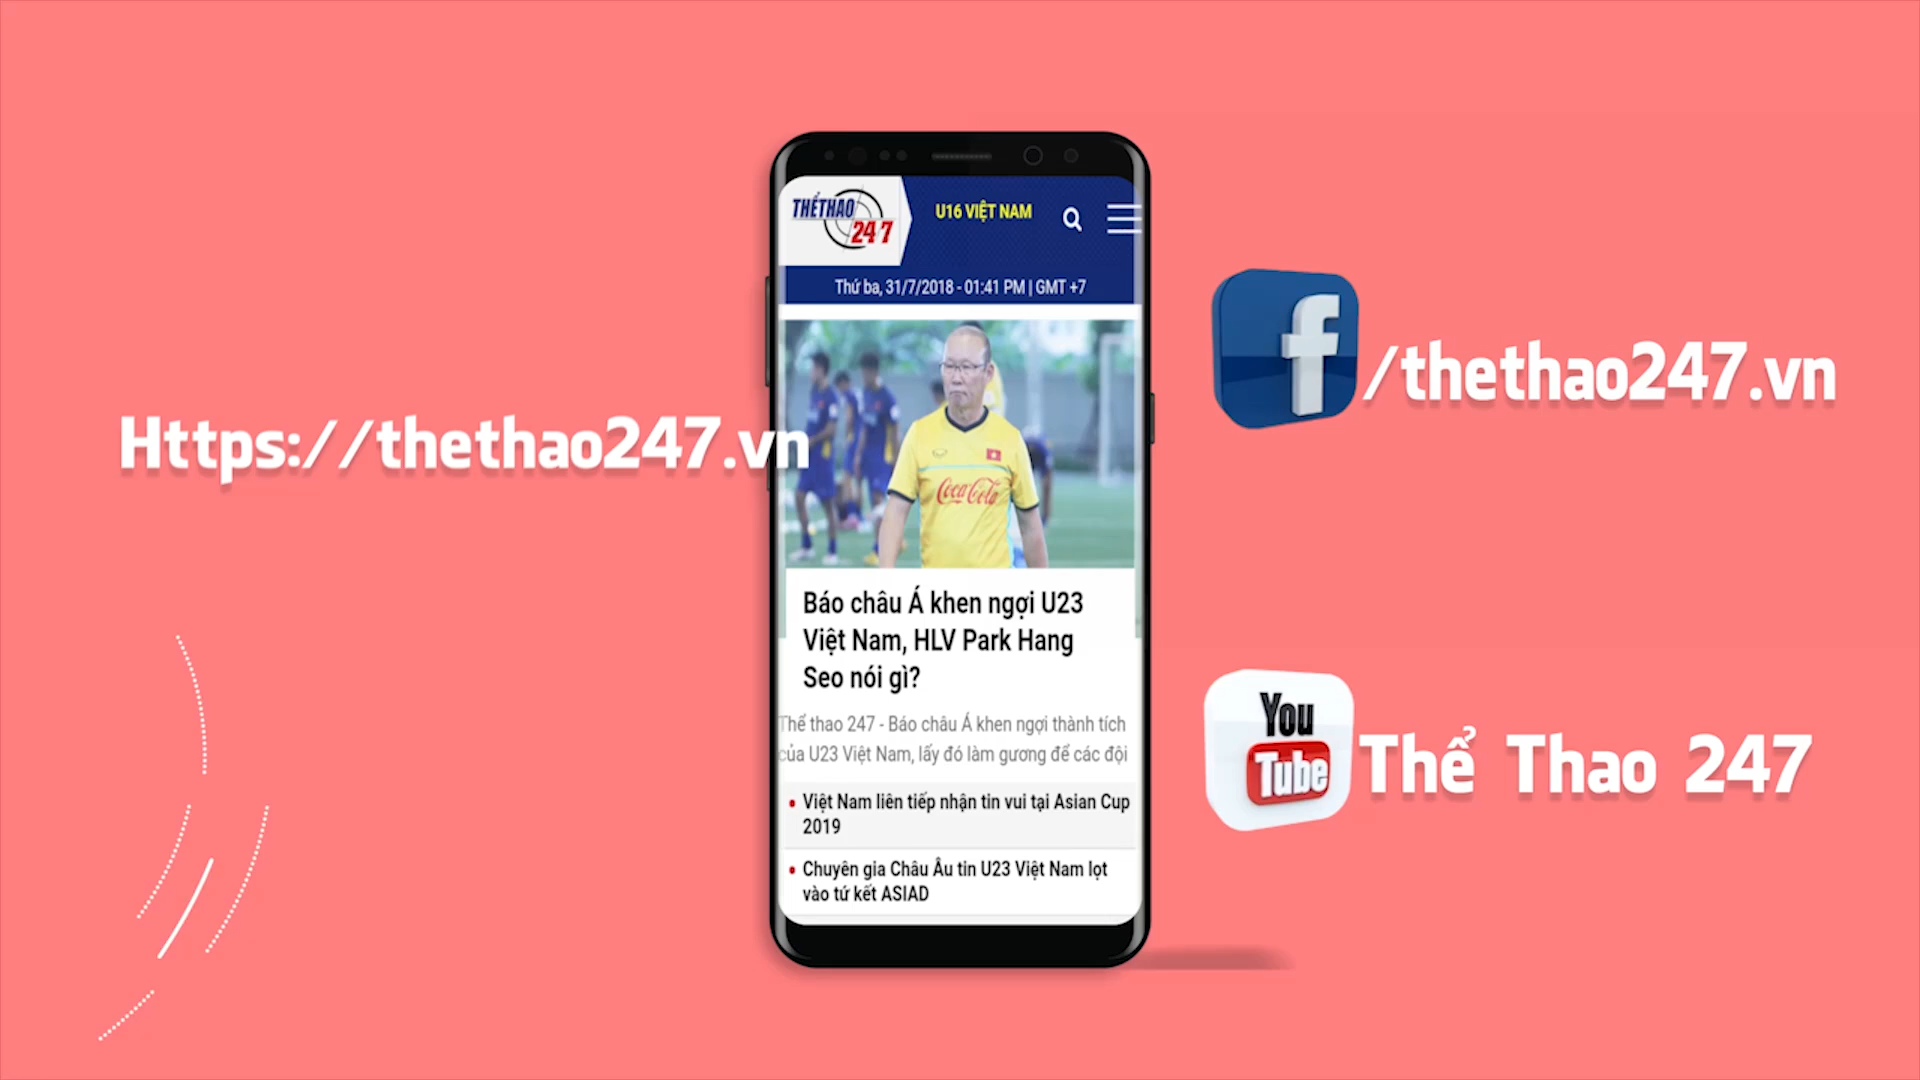 Https://thethao247.vn
THỂTHAO
247
U16 VIỆT NAM
Thứ ba, 31/7/2018 - 01:41 PM | GMT +7
Coca-Cola
Báo châu Á khen ngợi U23
Việt Nam, HLV Park Hang
Seo nói gì?
Thể thao 247 - Báo châu Á khen ngợi thành tích
của U23 Việt Nam, lấy đó làm gương để các đội
Việt Nam liên tiếp nhận tin vui tại Asian Cup
2019
Chuyên gia Châu Âu tin U23 Việt Nam lọt
vào tứ kết ASIAD
f/thethao247.vn
You
Tube
Thể Thao 247